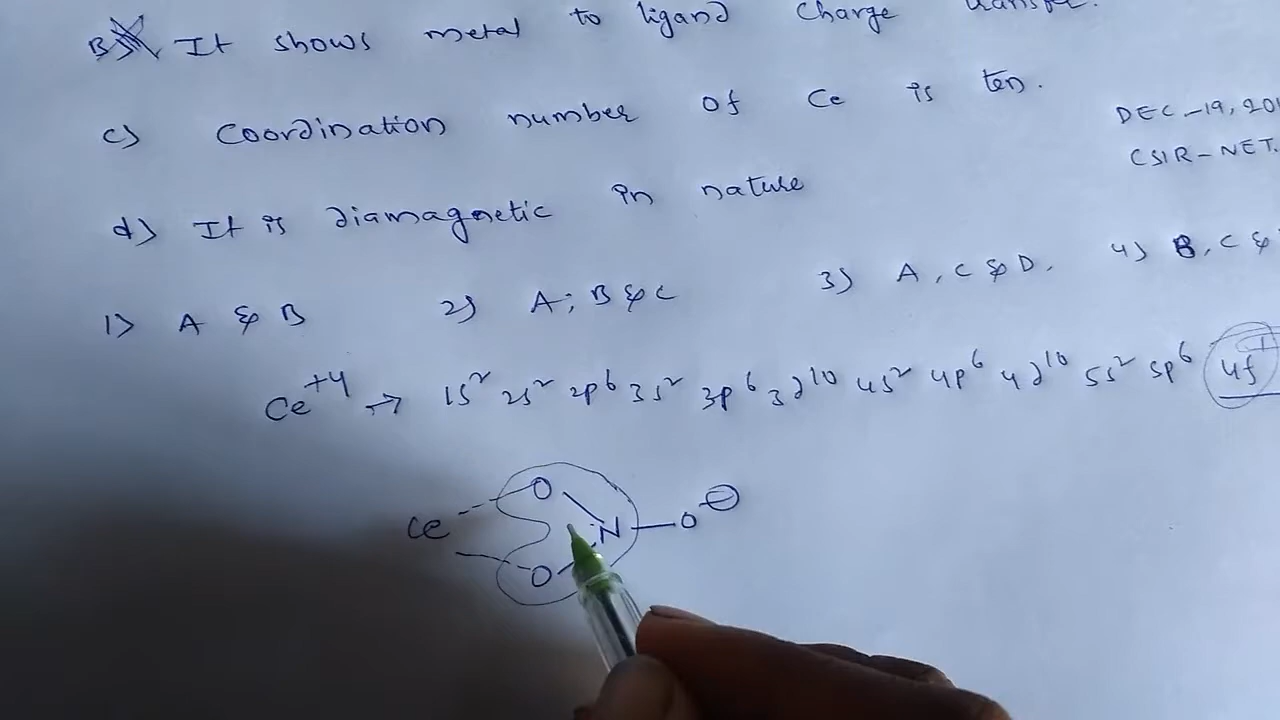 B) It shows metal to ligand charge transfer.
C) Coordination number of Ce is ten.
DEC-19, 201
CSIR-NET.
d) It is diamagnetic in nature
1) A & B 2) A; B & C 3) A, C & D. 4) B, C &
Ce+4 → 1s² 2s² 2p⁶ 3s² 3p⁶ 3d¹⁰ 4s² 4p⁶ 4d¹⁰ 5s² 5p⁶ 4f
O
Ce N — O ⊖
O